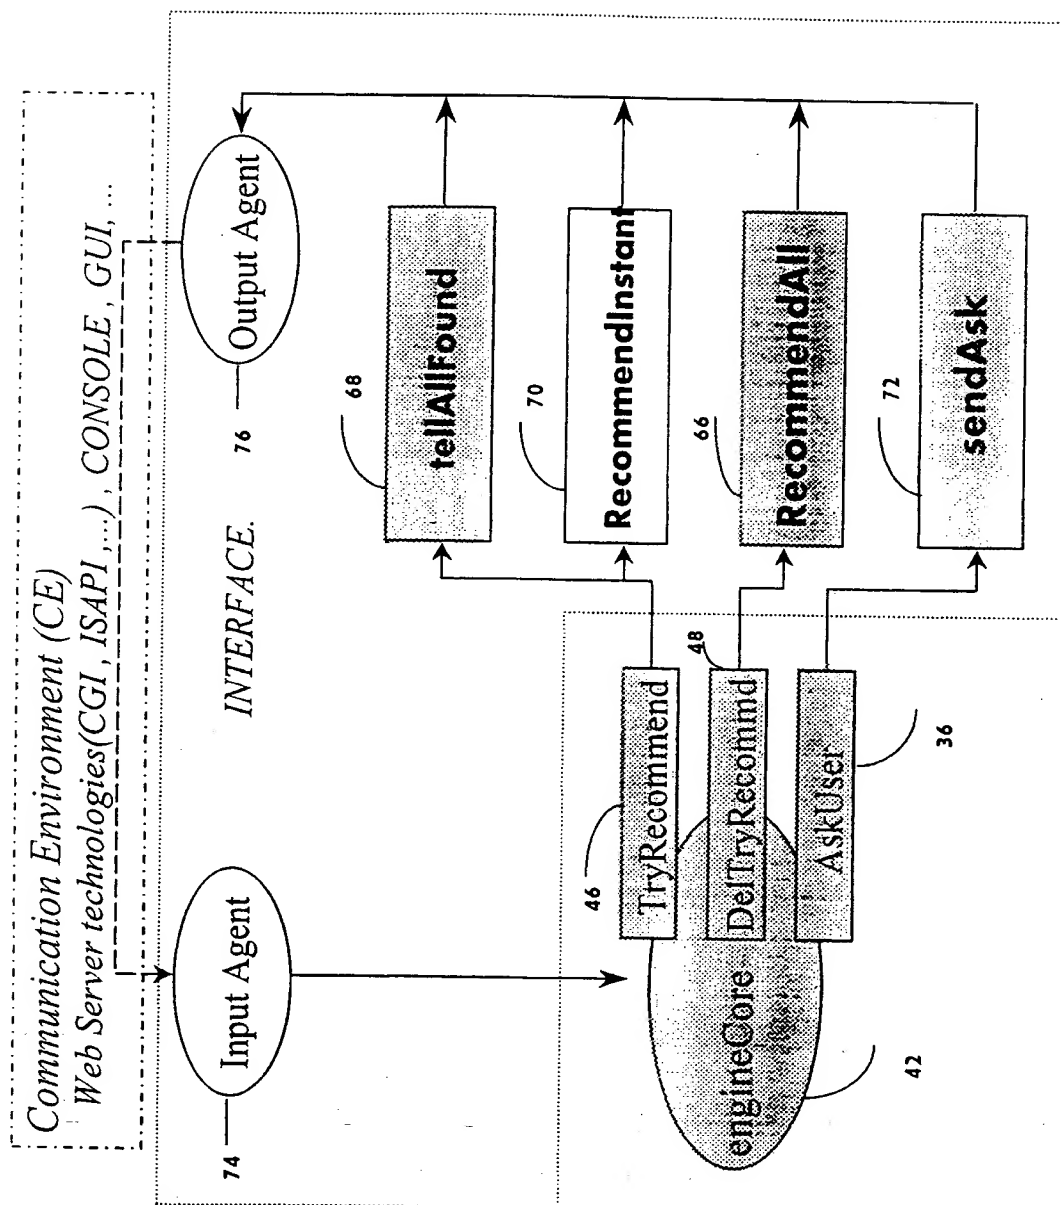 Communication Environment (CE)
Web Server technologies(CGI, ISAPI,...), CONSOLE, GUI, ...
74
Input Agent
INTERFACE.
76
Output Agent
68
tellAllFound
70
RecommendInstant
66
RecommendAll
72
sendAsk
46
TryRecommend
48
DelTryRecommd
AskUser
36
engineCore
42